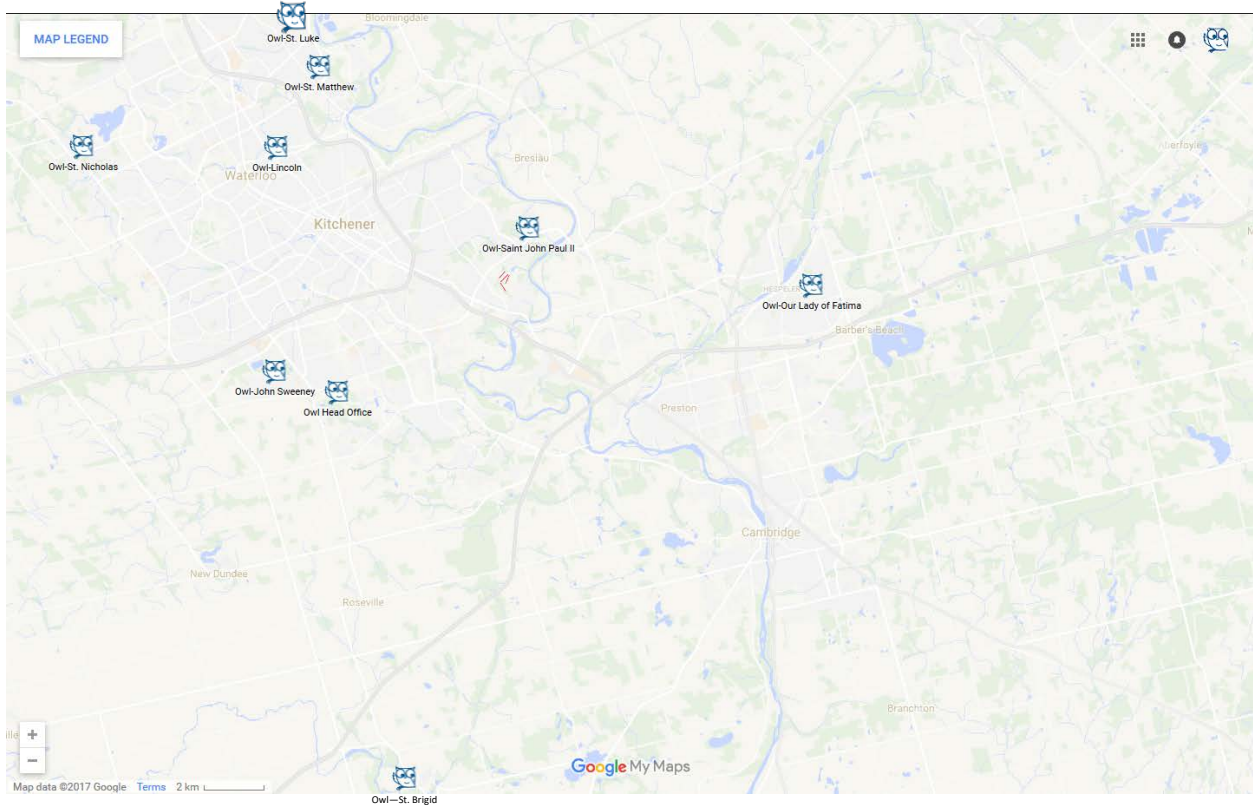 Bloomingdale
MAP LEGEND
Owl-St. Luke
Owl-St. Matthew
Breslau
Aberfoyle
Owl-St. Nicholas
Owl-Lincoln
Waterloo
Kitchener
Owl-Saint John Paul II
HESPELER
Owl-Our Lady of Fatima
Barber's Beach
Owl-John Sweeney
Owl Head Office
Preston
Cambridge
New Dundee
Roseville
Branchton
ille
Google My Maps
Map data ©2017 Google Terms 2 km
Owl—St. Brigid